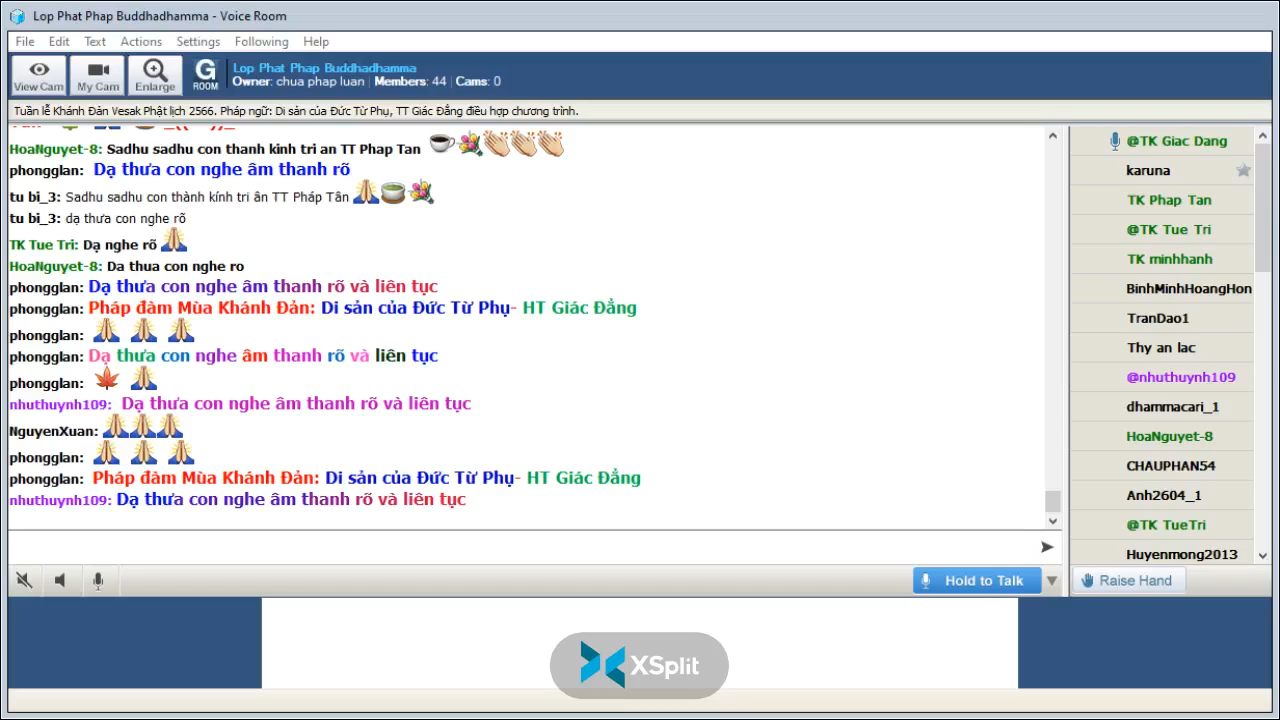 Lop Phat Phap Buddhadhamma - Voice Room
File Edit Text Actions Settings Following Help
View Cam My Cam Enlarge G ROOM
Lop Phat Phap Buddhadhamma
Owner: chua phap luan | Members: 44 | Cams: 0
Tuần lễ Khánh Đản Vesak Phật lịch 2566. Pháp ngữ: Di sản của Đức Từ Phụ, TT Giác Đẳng điều hợp chương trình.
HoaNguyet-8: Sadhu sadhu con thanh kinh tri an TT Phap Tan
phongglan: Dạ thưa con nghe âm thanh rõ
tu bi_3: Sadhu sadhu con thành kính tri ân TT Pháp Tân
tu bi_3: dạ thưa con nghe rõ
TK Tue Tri: Dạ nghe rõ
HoaNguyet-8: Da thua con nghe ro
phongglan: Dạ thưa con nghe âm thanh rõ và liên tục
phongglan: Pháp đàm Mùa Khánh Đản: Di sản của Đức Từ Phụ- HT Giác Đẳng
phongglan:
phongglan: Dạ thưa con nghe âm thanh rõ và liên tục
phongglan:
nhuthuynh109: Dạ thưa con nghe âm thanh rõ và liên tục
NguyenXuan:
phongglan:
phongglan: Pháp đàm Mùa Khánh Đản: Di sản của Đức Từ Phụ- HT Giác Đẳng
nhuthuynh109: Dạ thưa con nghe âm thanh rõ và liên tục
@TK Giac Dang
karuna
TK Phap Tan
@TK Tue Tri
TK minhhanh
BinhMinhHoangHon
TranDao1
Thy an lac
@nhuthuynh109
dhammacari_1
HoaNguyet-8
CHAUPHAN54
Anh2604_1
@TK TueTri
Huyenmong2013
Hold to Talk
Raise Hand
XSplit